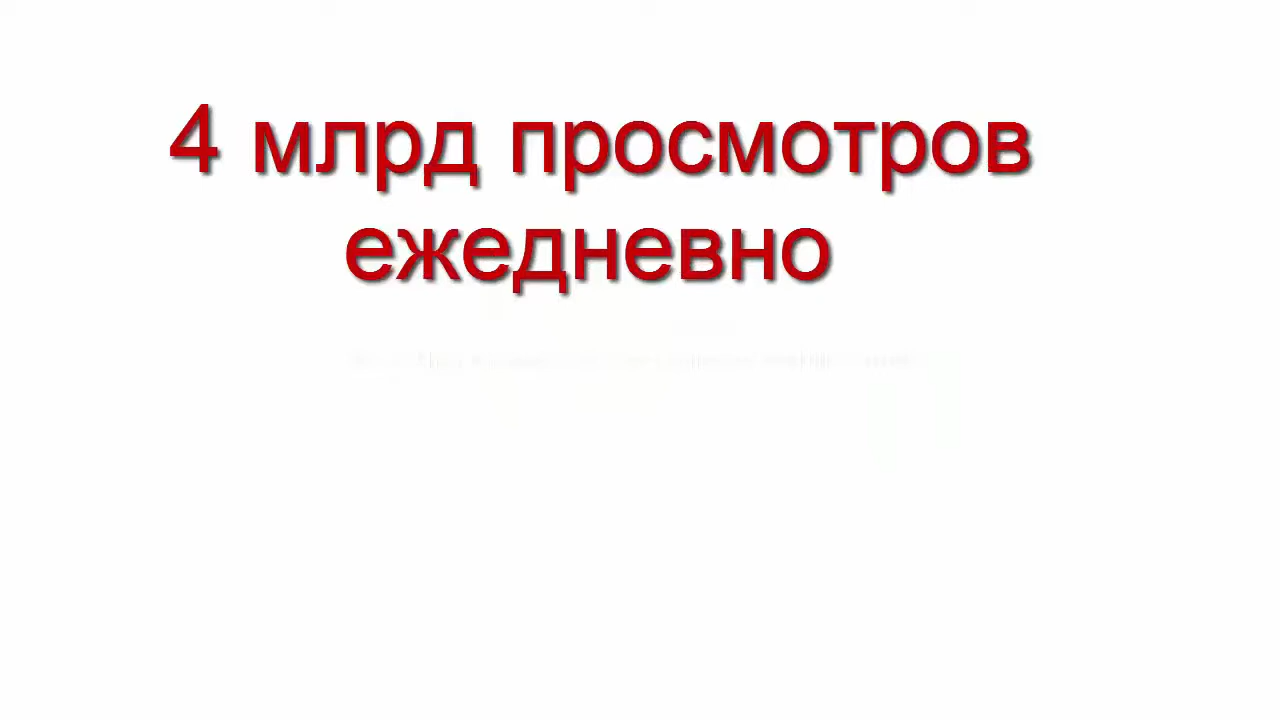 4 млрд просмотров
ежедневно